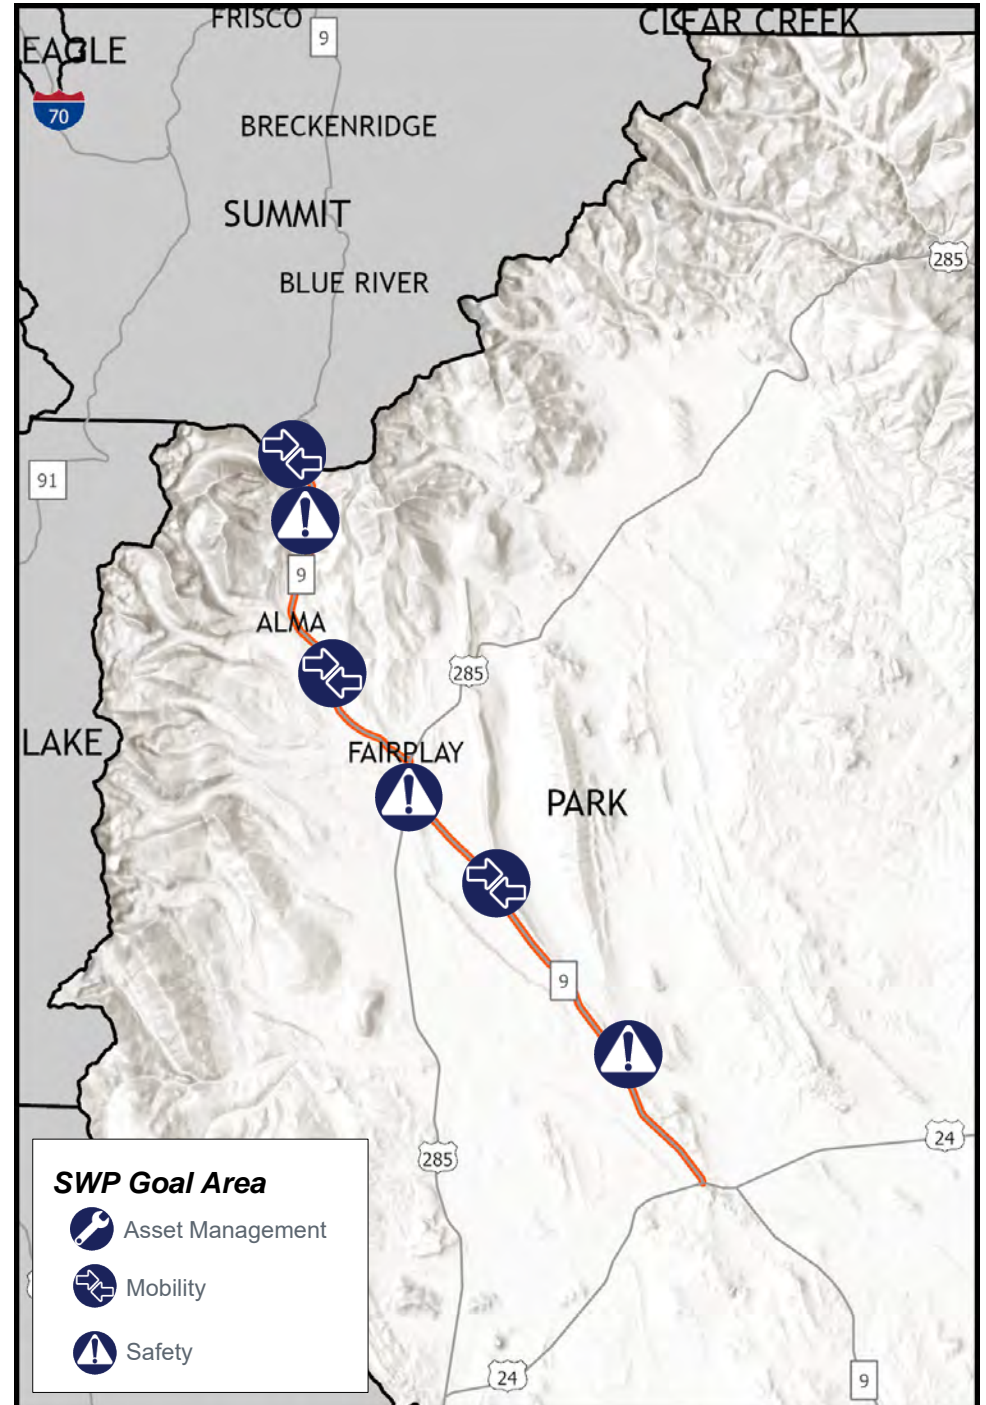 FRISCO
CLEAR CREEK
9
EAGLE
70
BRECKENRIDGE
SUMMIT
285
BLUE RIVER
91
9
ALMA
285
LAKE
FAIRPLAY
PARK
9
24
285
SWP Goal Area
Asset Management
Mobility
Safety
24
9